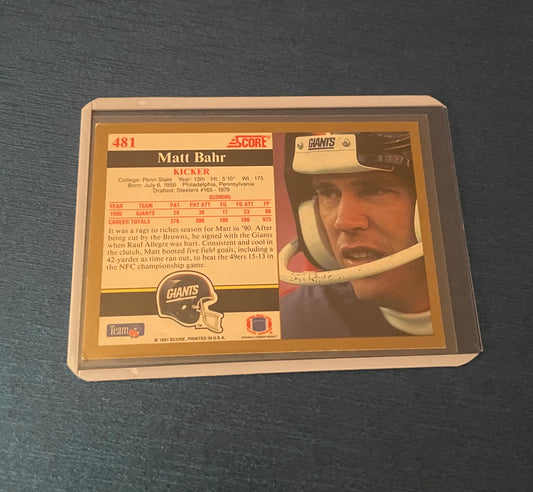 481
SCORE
Matt Bahr
KICKER
College: Penn State Year: 13th Ht.: 5'10" Wt.: 175
Born: July 6, 1956 Philadelphia, Pennsylvania
Drafted: Steelers #165 - 1979
SCORING
YEAR TEAM PAT PAT ATT FG FG ATT TP
1990 GIANTS 29 30 17 23 80
CAREER TOTALS
It was a rags to riches season for Matt in '90. After
being cut by the Browns, he signed with the Giants
when Raul Allegre was hurt. Consistent and cool in
the clutch, Matt booted five field goals, including a
42-yarder as time ran out, to beat the 49ers 15-13 in
the NFC championship game.
GIANTS
Team NFL
© 1991 SCORE, PRINTED IN U.S.A.
GIANTS